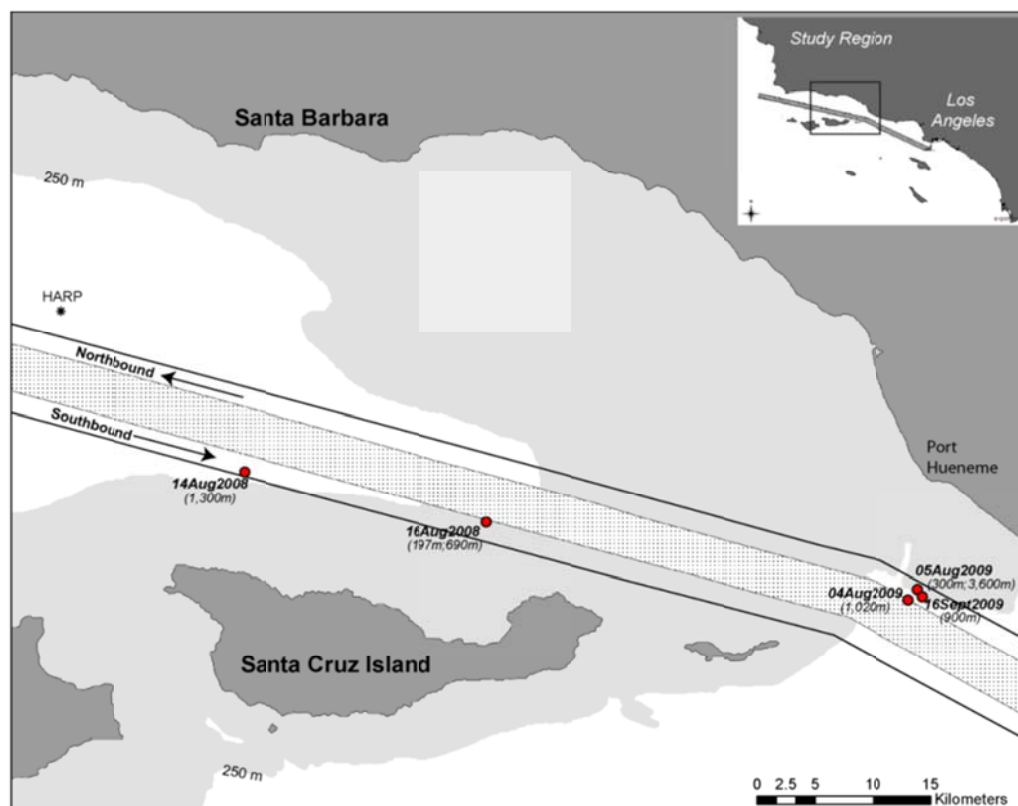 Study Region
Los
Angeles
Santa Barbara
250 m
HARP
Northbound
Southbound
14Aug2008
(1,300m)
16Aug2008
(197m;690m)
Port
Hueneme
05Aug2009
(300m;3,600m)
04Aug2009
(1,020m)
16Sept2009
(900m)
Santa Cruz Island
250 m
0 2.5 5 10 15
Kilometers